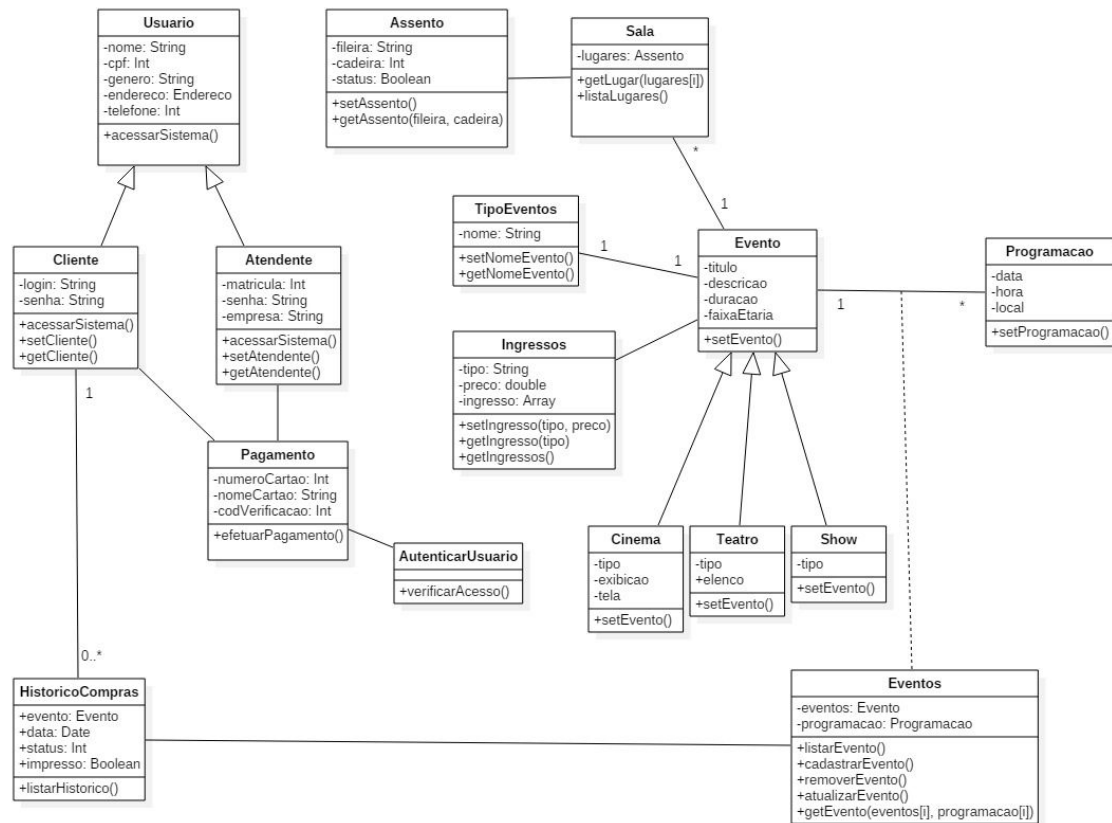 Usuario
-nome: String
-cpf: Int
-genero: String
-endereco: Endereco
-telefone: Int
+acessarSistema()
Assento
-fileira: String
-cadeira: Int
-status: Boolean
+setAssento()
+getAssento(fileira, cadeira)
Sala
-lugares: Assento
+getLugar(lugares[i])
+listaLugares()
*
1
TipoEventos
-nome: String
+setNomeEvento()
+getNomeEvento()
1
1
Evento
-titulo
-descricao
-duracao
-faixaEtaria
+setEvento()
1
*
Programacao
-data
-hora
-local
+setProgramacao()
Cliente
-login: String
-senha: String
+acessarSistema()
+setCliente()
+getCliente()
1
Atendente
-matricula: Int
-senha: String
-empresa: String
+acessarSistema()
+setAtendente()
+getAtendente()
Ingressos
-tipo: String
-preco: double
-ingresso: Array
+setIngresso(tipo, preco)
+getIngresso(tipo)
+getIngressos()
Pagamento
-numeroCartao: Int
-nomeCartao: String
-codVerificacao: Int
+efetuarPagamento()
AutenticarUsuario
+verificarAcesso()
Cinema
-tipo
-exibicao
-tela
+setEvento()
Teatro
-tipo
+elenco
+setEvento()
Show
-tipo
+setEvento()
0..*
HistoricoCompras
+evento: Evento
+data: Date
+status: Int
+impresso: Boolean
+listarHistorico()
Eventos
-eventos: Evento
-programacao: Programacao
+listarEvento()
+cadastrarEvento()
+removerEvento()
+atualizarEvento()
+getEvento(eventos[i], programacao[i])